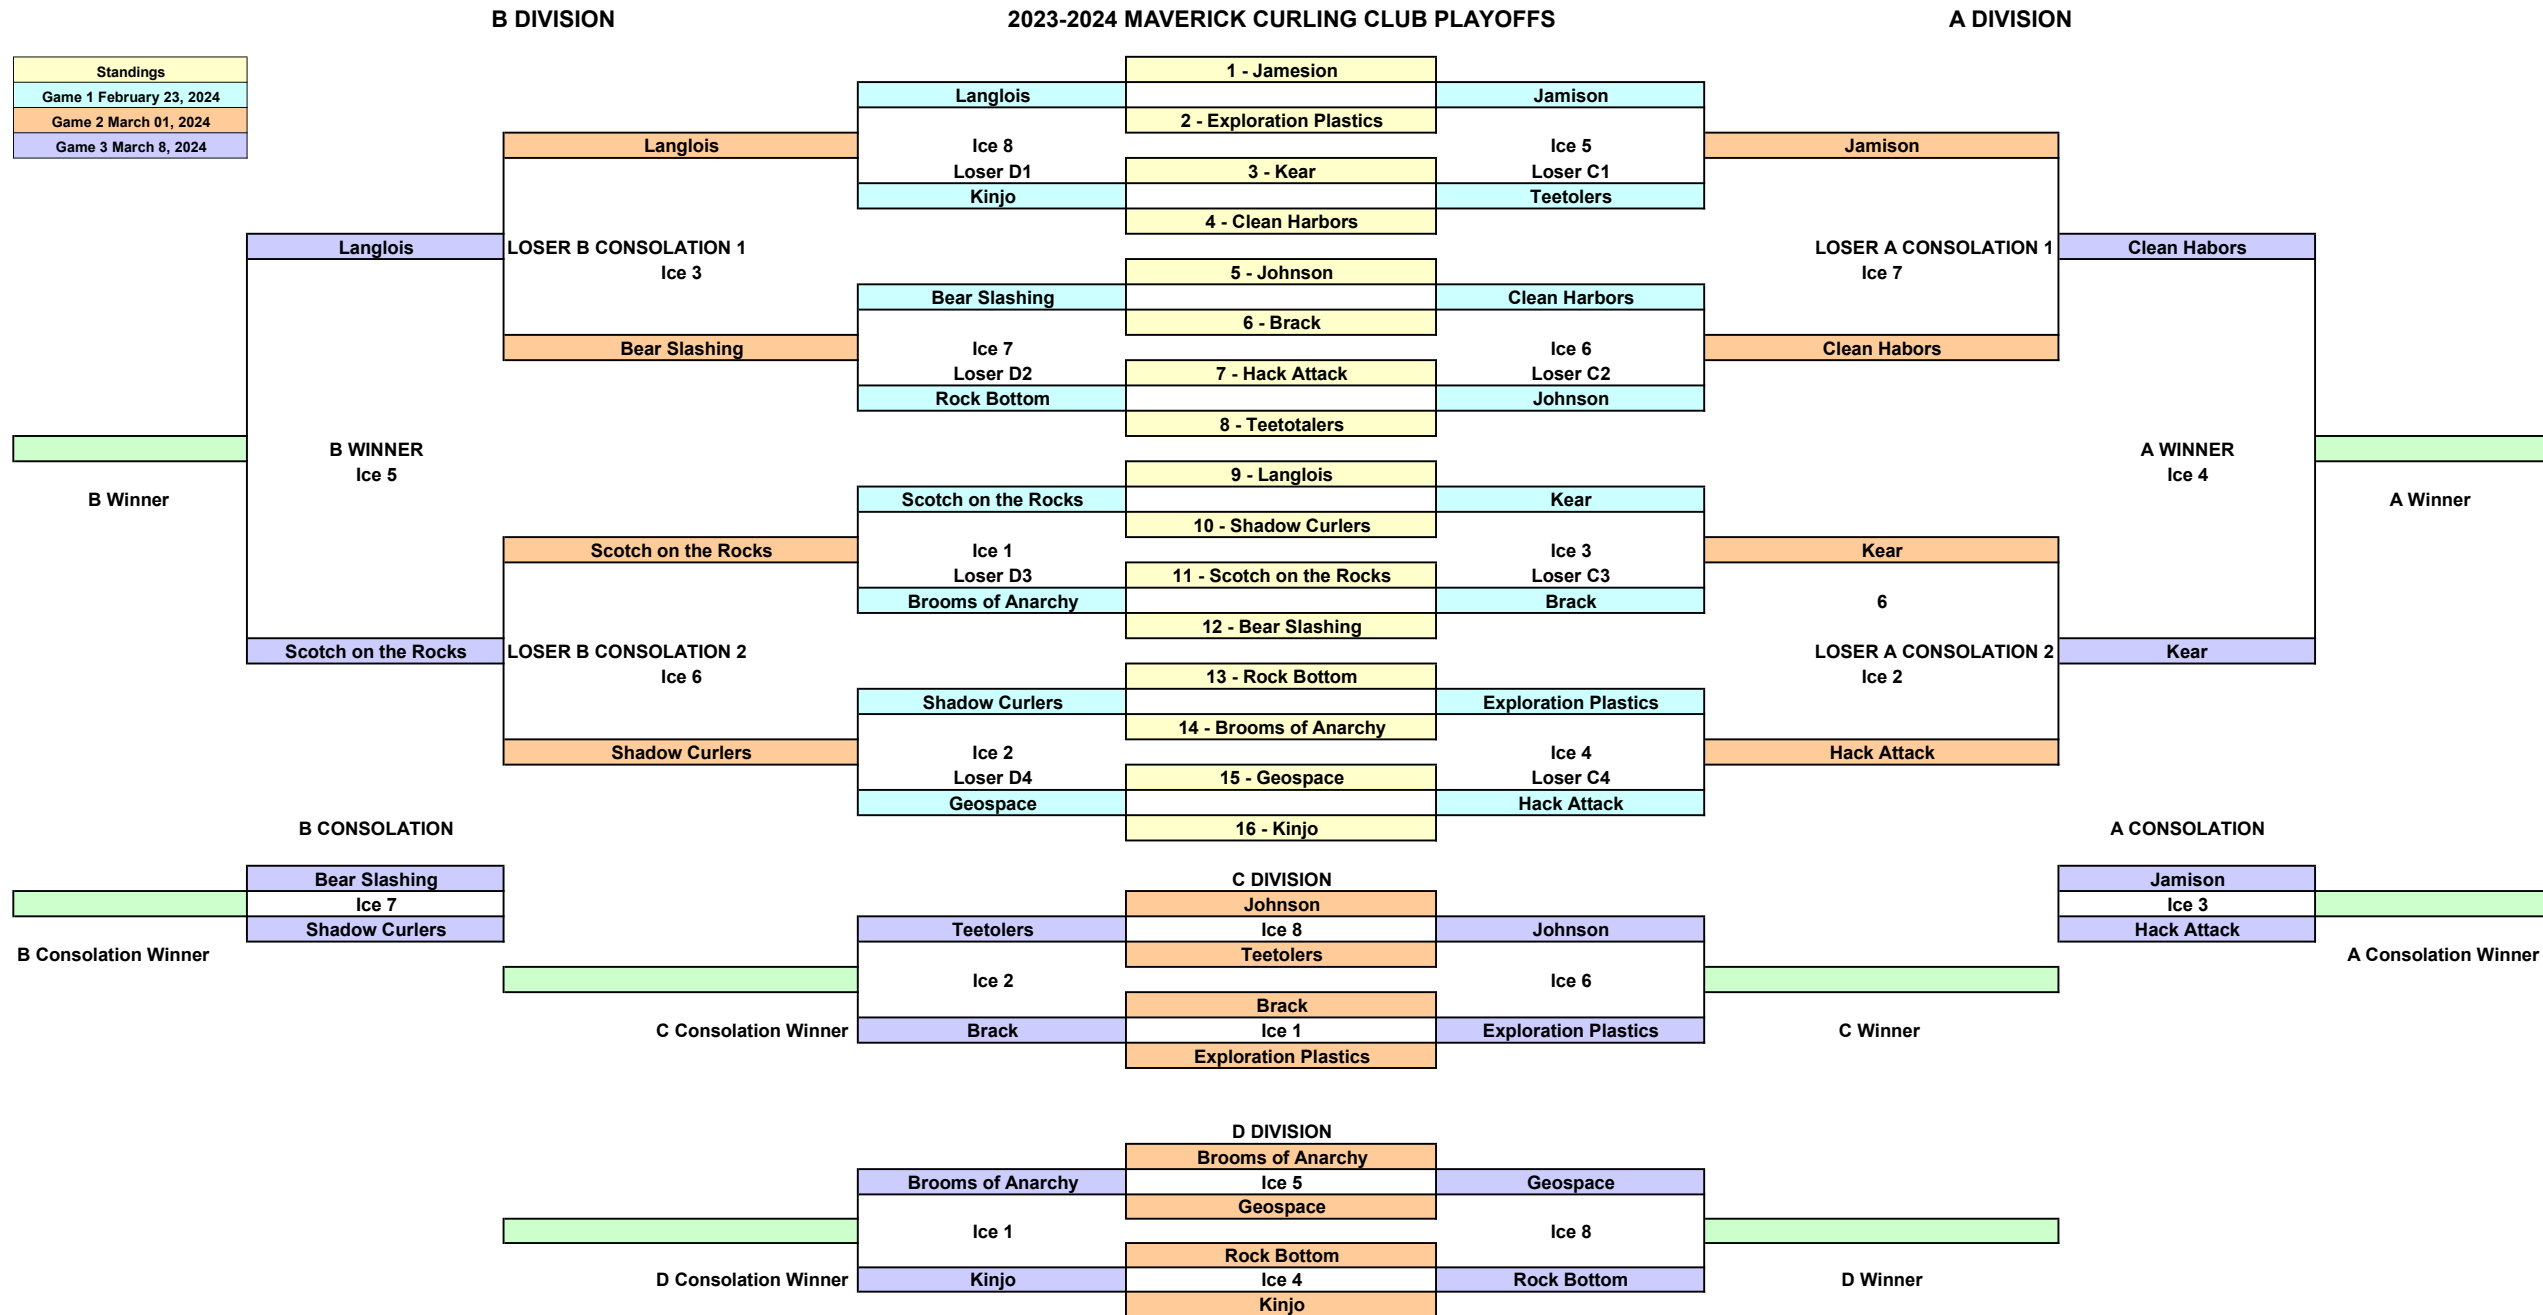 B DIVISION 2023-2024 MAVERICK CURLING CLUB PLAYOFFS A DIVISION
Standings 1 - Jamesion
Game 1 February 23, 2024 Langlois Jamison
Game 2 March 01, 2024 2 - Exploration Plastics
Game 3 March 8, 2024 Langlois Ice 8 Ice 5 Jamison
Loser D1 3 - Kear Loser C1
Kinjo Teetolers
4 - Clean Harbors
Langlois LOSER B CONSOLATION 1 LOSER A CONSOLATION 1 Clean Habors
Ice 3 5 - Johnson Ice 7
Bear Slashing Clean Harbors
6 - Brack
Bear Slashing Ice 7 Ice 6 Clean Habors
Loser D2 7 - Hack Attack Loser C2
Rock Bottom Johnson
8 - Teetotalers
B WINNER A WINNER
Ice 5 9 - Langlois Ice 4
B Winner Scotch on the Rocks Kear A Winner
10 - Shadow Curlers
Scotch on the Rocks Ice 1 Ice 3 Kear
Loser D3 11 - Scotch on the Rocks Loser C3
Brooms of Anarchy Brack 6
12 - Bear Slashing
Scotch on the Rocks LOSER B CONSOLATION 2 LOSER A CONSOLATION 2 Kear
Ice 6 13 - Rock Bottom Ice 2
Shadow Curlers Exploration Plastics
14 - Brooms of Anarchy
Shadow Curlers Ice 2 Ice 4 Hack Attack
Loser D4 15 - Geospace Loser C4
Geospace Hack Attack
B CONSOLATION 16 - Kinjo A CONSOLATION
Bear Slashing C DIVISION Jamison
Ice 7 Johnson Ice 3
Shadow Curlers Teetolers Ice 8 Johnson Hack Attack
B Consolation Winner Teetolers A Consolation Winner
Ice 2 Ice 6
Brack
C Consolation Winner Brack Ice 1 Exploration Plastics C Winner
Exploration Plastics
D DIVISION
Brooms of Anarchy
Brooms of Anarchy Ice 5 Geospace
Geospace
Ice 1 Ice 8
Rock Bottom
D Consolation Winner Kinjo Ice 4 Rock Bottom D Winner
Kinjo